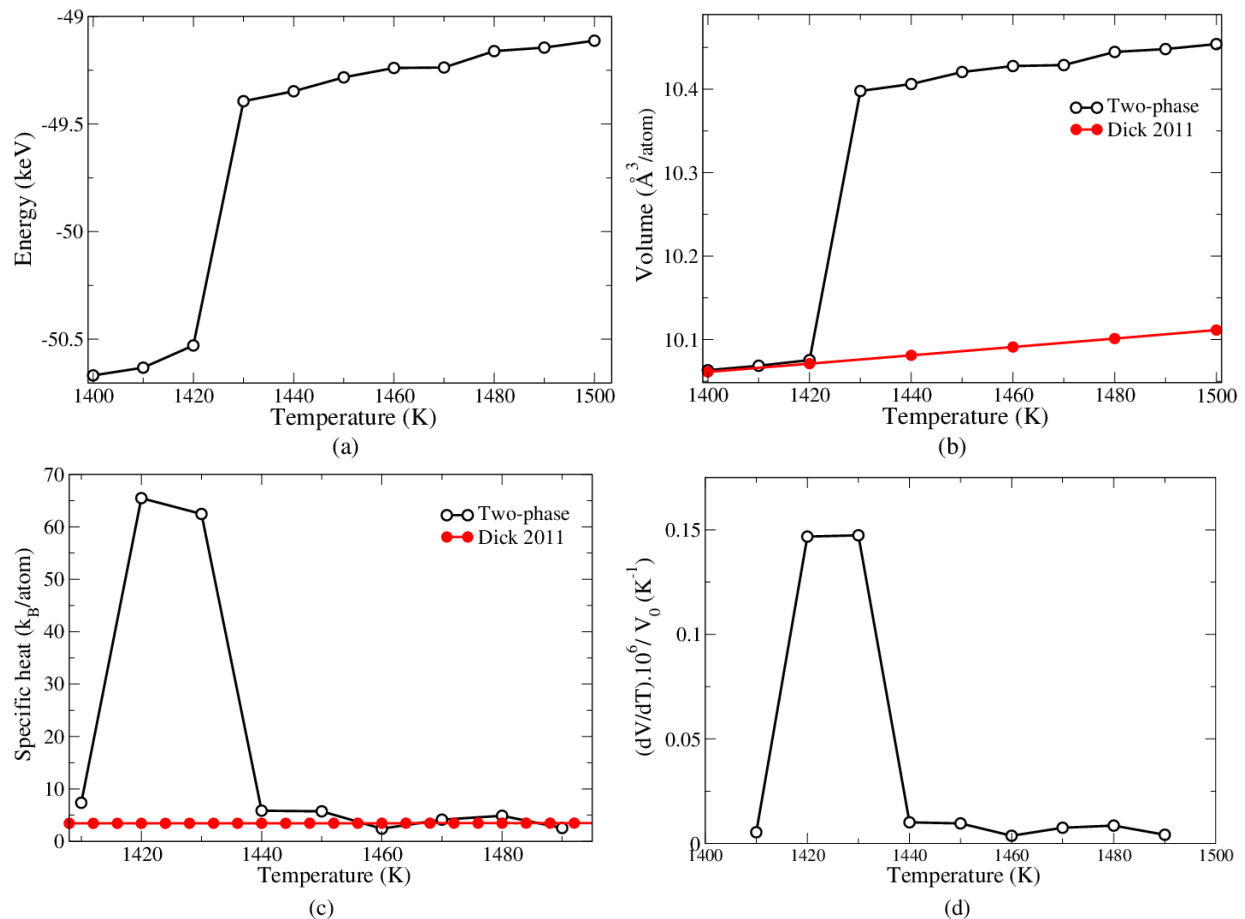 -49
-49.5
-50
-50.5
Energy (keV)
1400 1420 1440 1460 1480 1500
Temperature (K)
(a)
10.4
10.3
10.2
10.1
Volume (Å³/atom)
Two-phase
Dick 2011
1400 1420 1440 1460 1480 1500
Temperature (K)
(b)
70
60
50
40
30
20
10
0
Specific heat (k_B/atom)
Two-phase
Dick 2011
1420 1440 1460 1480
Temperature (K)
(c)
0.15
0.1
0.05
0
(dV/dT).10⁶/ V₀ (K⁻¹)
1400 1420 1440 1460 1480 1500
Temperature (K)
(d)